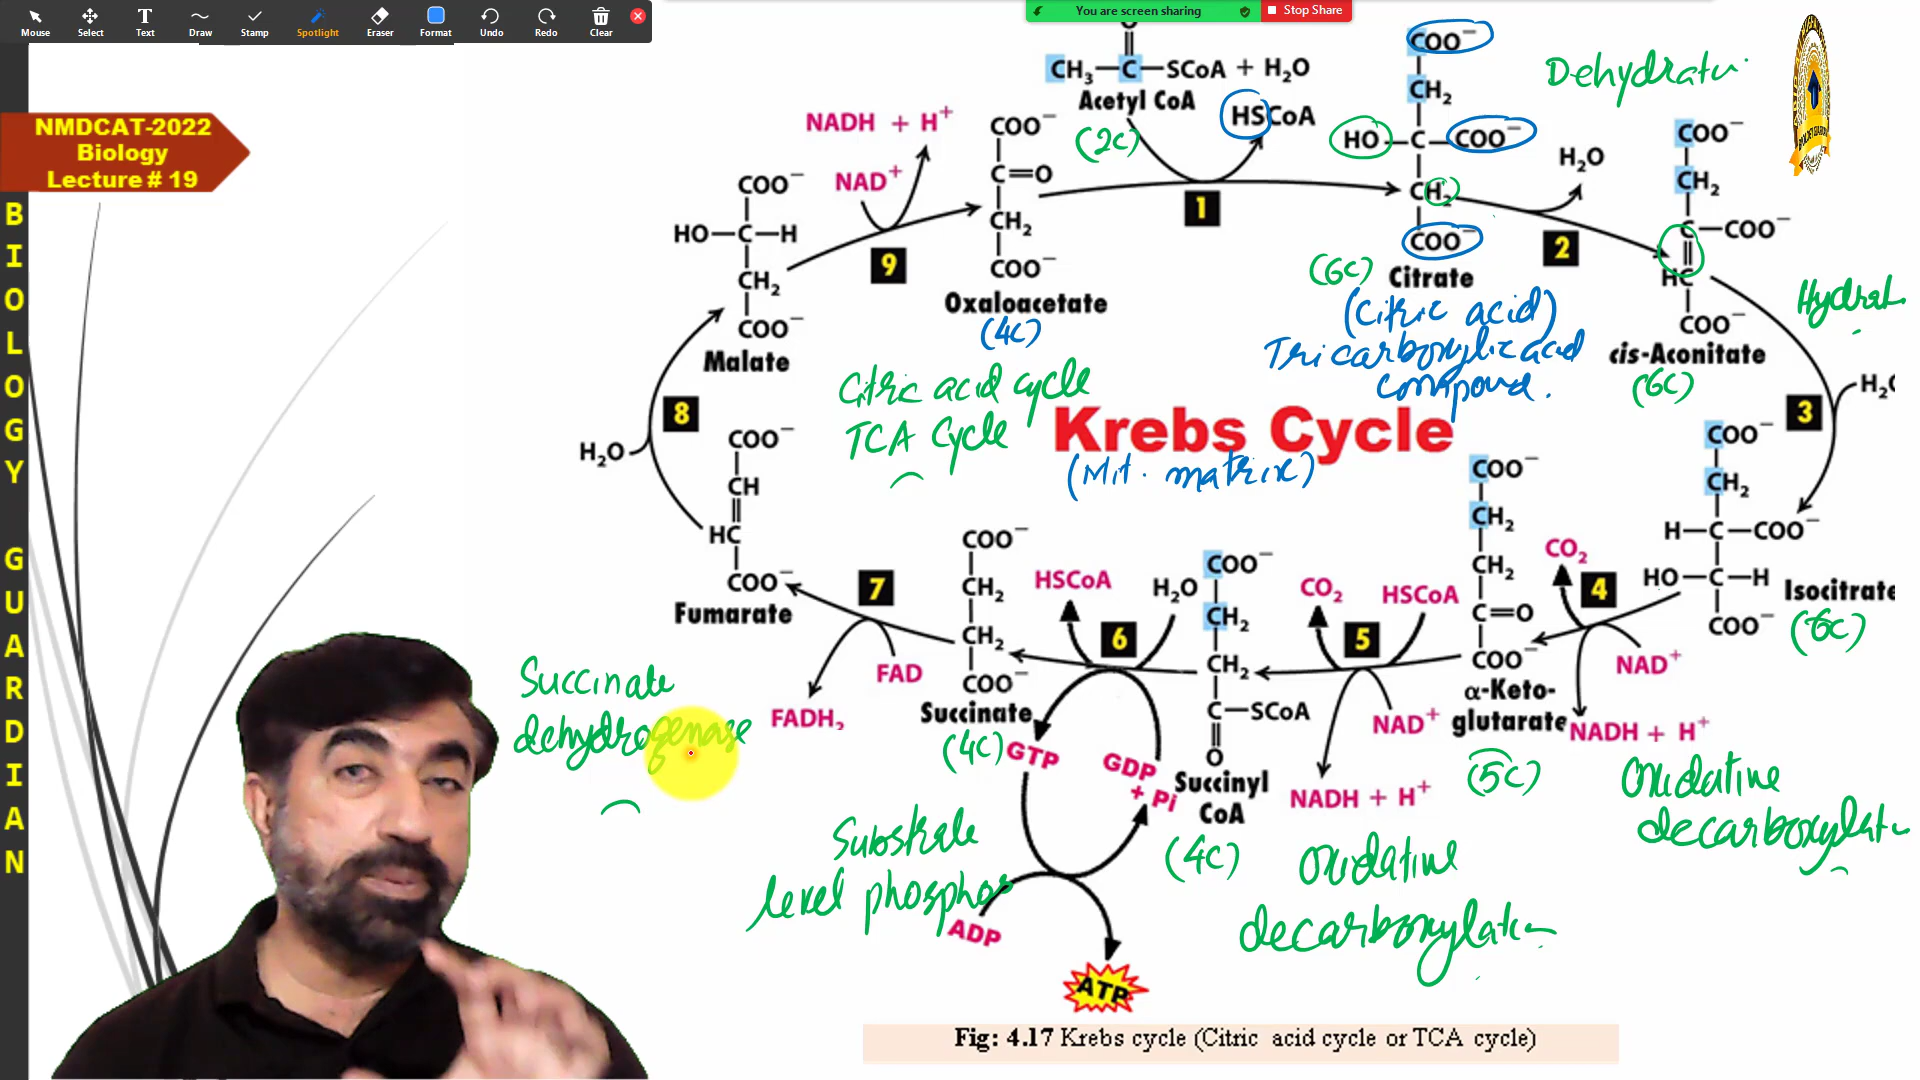 Mouse Select Text Draw Stamp Spotlight Eraser Format Undo Redo Clear
You are screen sharing Stop Share
NMDCAT-2022
Biology
Lecture # 19
BIOLOGY GUARDIAN
CH₃—C—SCoA + H₂O
O
Acetyl CoA
(2C)
HSCoA
1
COO⁻
CH₂
HO—C—COO⁻
CH₂
COO⁻
Citrate
(6C)
(Citric acid)
Tricarboxylic acid
compound.
H₂O
2
COO⁻
CH₂
C—COO⁻
HC
COO⁻
cis-Aconitate
(6C)
H₂
3
COO⁻
CH₂
H—C—COO⁻
HO—C—H
COO⁻
Isocitrate
(6C)
CO₂
4
NAD⁺
NADH + H⁺
Oxidative
COO⁻
CH₂
CH₂
C=O
COO⁻
α-Keto-
glutarate
(5C)
CO₂
HSCoA
5
NAD⁺
NADH + H⁺
Oxidative
decarboxylation
COO⁻
CH₂
CH₂
C—SCoA
O
Succinyl
CoA
(4C)
HSCoA
H₂O
6
GTP
GDP
+ Pi
Substrate
level phospho
ADP
ATP
COO⁻
CH₂
CH₂
COO⁻
Succinate
(4C)
7
FAD
FADH₂
Succinate
dehydrogenase
COO⁻
CH
HC
COO⁻
Fumarate
H₂O
8
COO⁻
HO—C—H
CH₂
COO⁻
Malate
NAD⁺
NADH + H⁺
9
COO⁻
C=O
CH₂
COO⁻
Oxaloacetate
(4C)
Citric acid cycle
TCA Cycle
Krebs Cycle
(Mit. matrix)
Fig: 4.17 Krebs cycle (Citric acid cycle or TCA cycle)